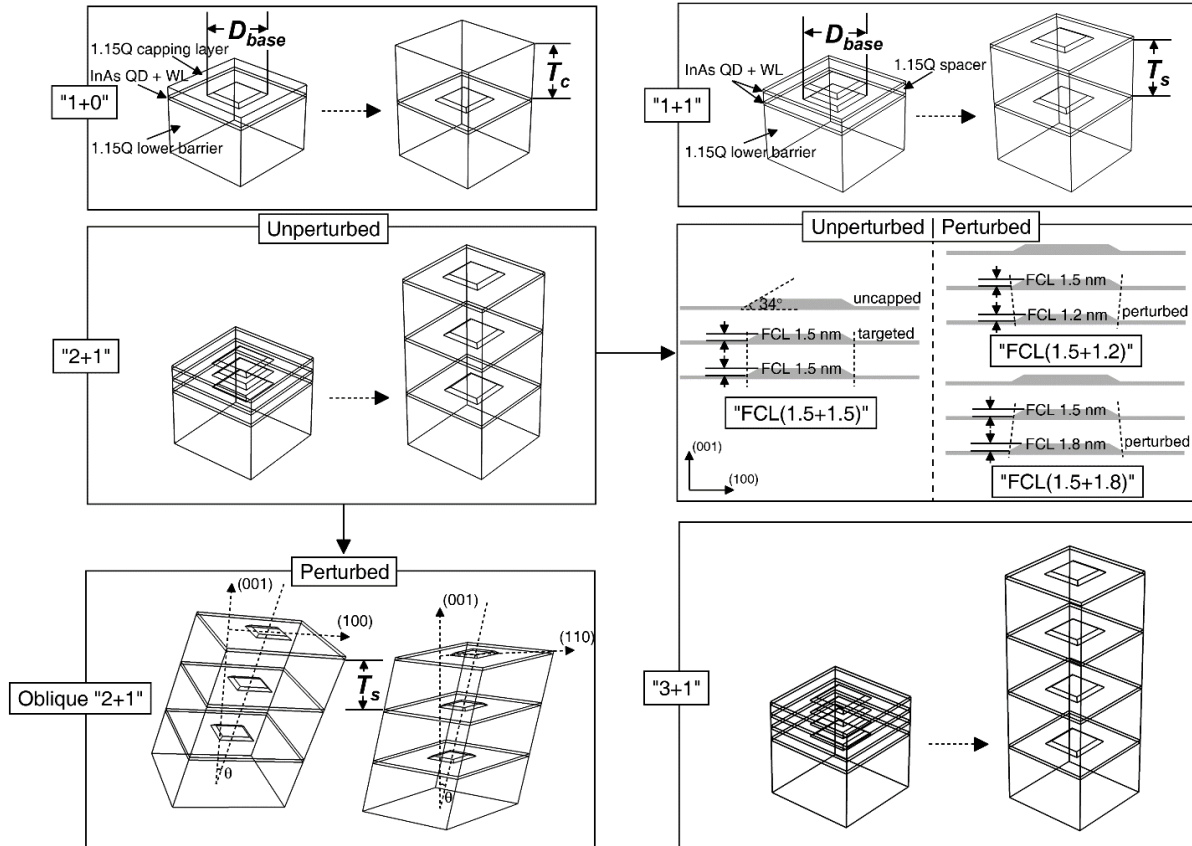 D_base
1.15Q capping layer
InAs QD + WL
"1+0"
1.15Q lower barrier
T_c
D_base
InAs QD + WL
1.15Q spacer
"1+1"
1.15Q lower barrier
T_s
Unperturbed
"2+1"
Unperturbed
Perturbed
34°
uncapped
FCL 1.5 nm
targeted
FCL 1.5 nm
"FCL(1.5+1.5)"
(001)
(100)
FCL 1.5 nm
FCL 1.2 nm
perturbed
"FCL(1.5+1.2)"
FCL 1.5 nm
FCL 1.8 nm
perturbed
"FCL(1.5+1.8)"
Perturbed
Oblique "2+1"
(001)
(100)
θ
T_s
(001)
(110)
θ
"3+1"